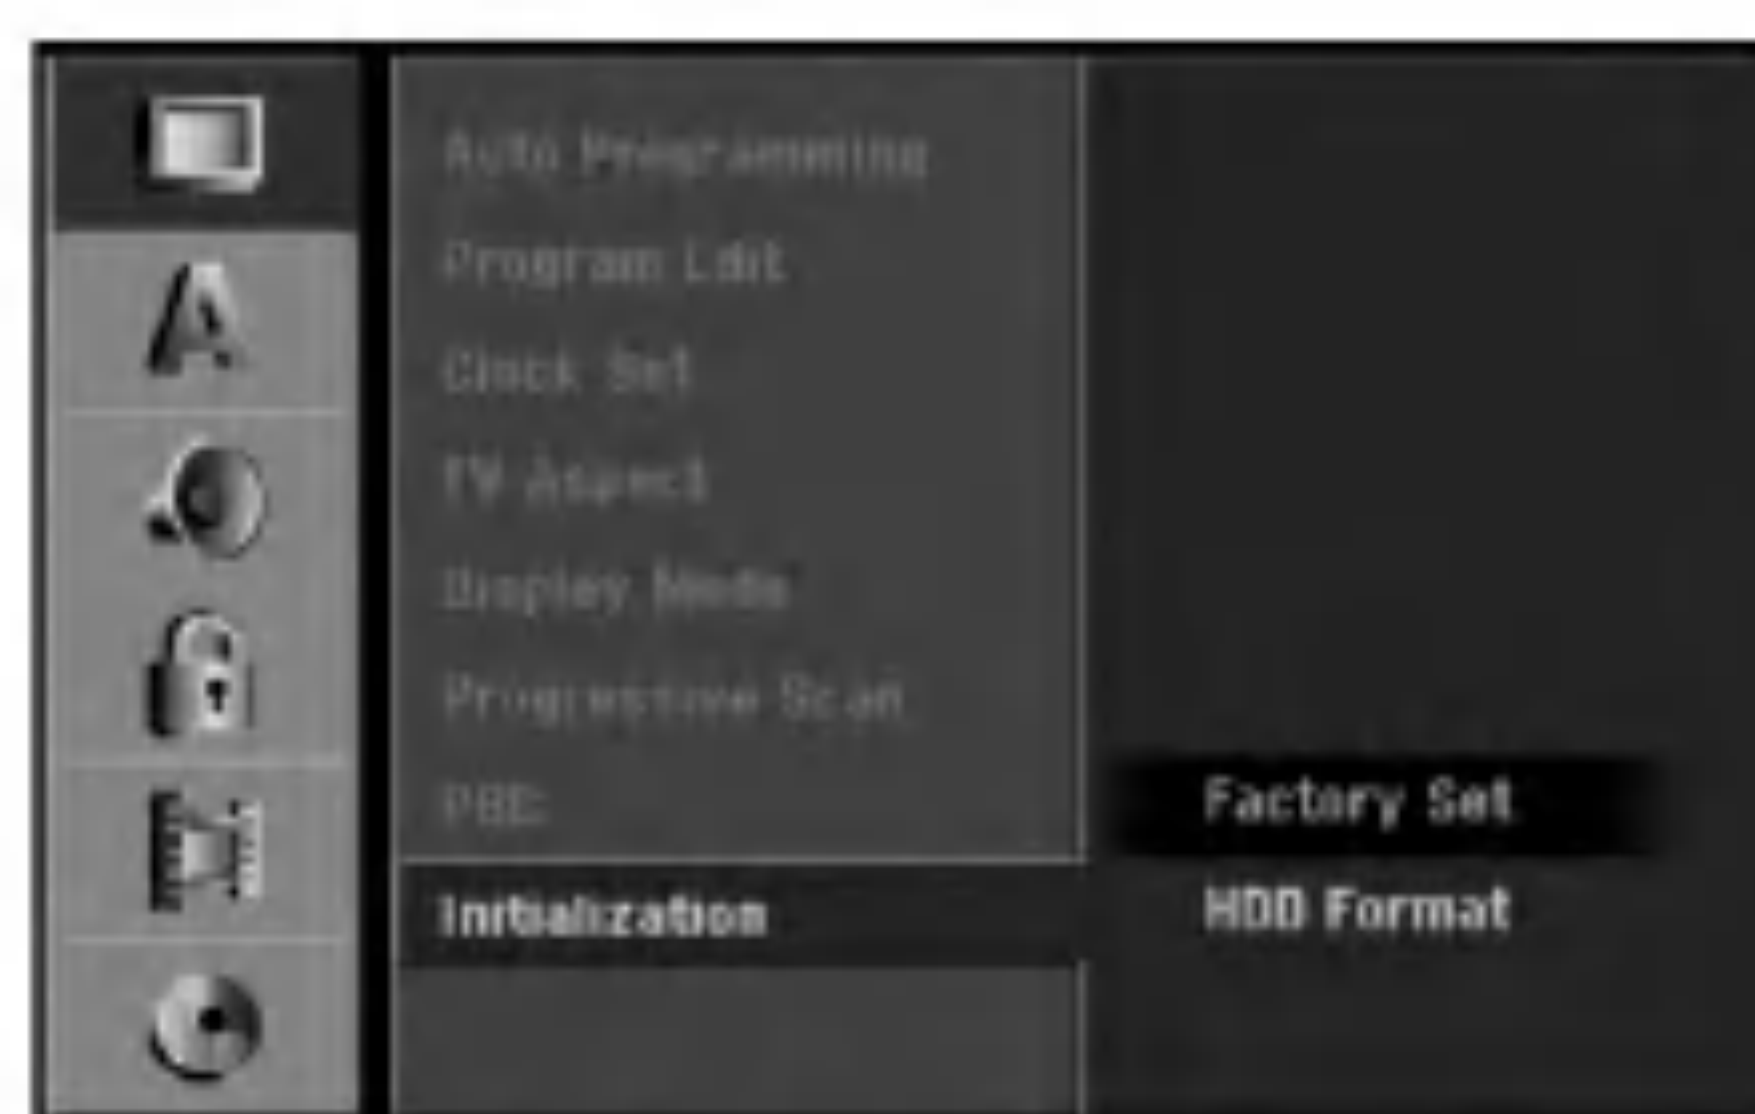 Auto Programming
Program Edit
Clock Set
TV Aspect
Display Mode
Progressive Scan
PBC
Initialization
Factory Set
HDD Format